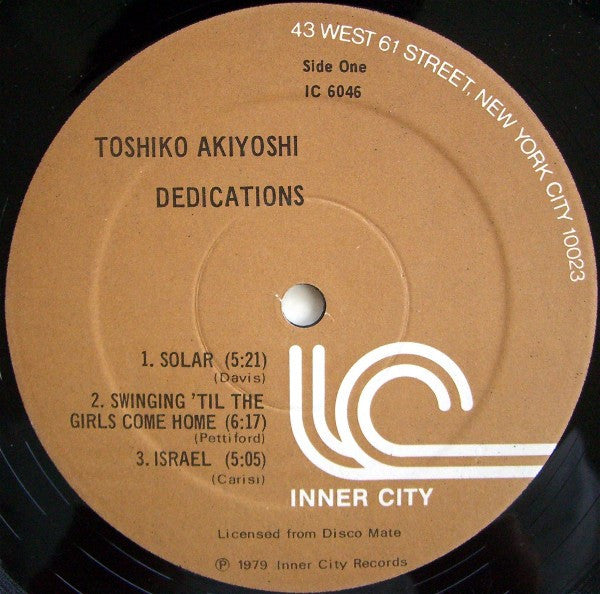 43 WEST 61 STREET, NEW YORK CITY 10023
Side One
IC 6046
TOSHIKO AKIYOSHI
DEDICATIONS
1. SOLAR (5:21)
(Davis)
2. SWINGING 'TIL THE
GIRLS COME HOME (6:17)
(Pettiford)
3. ISRAEL (5:05)
(Carisi)
IC
INNER CITY
Licensed from Disco Mate
℗ 1979 Inner City Records